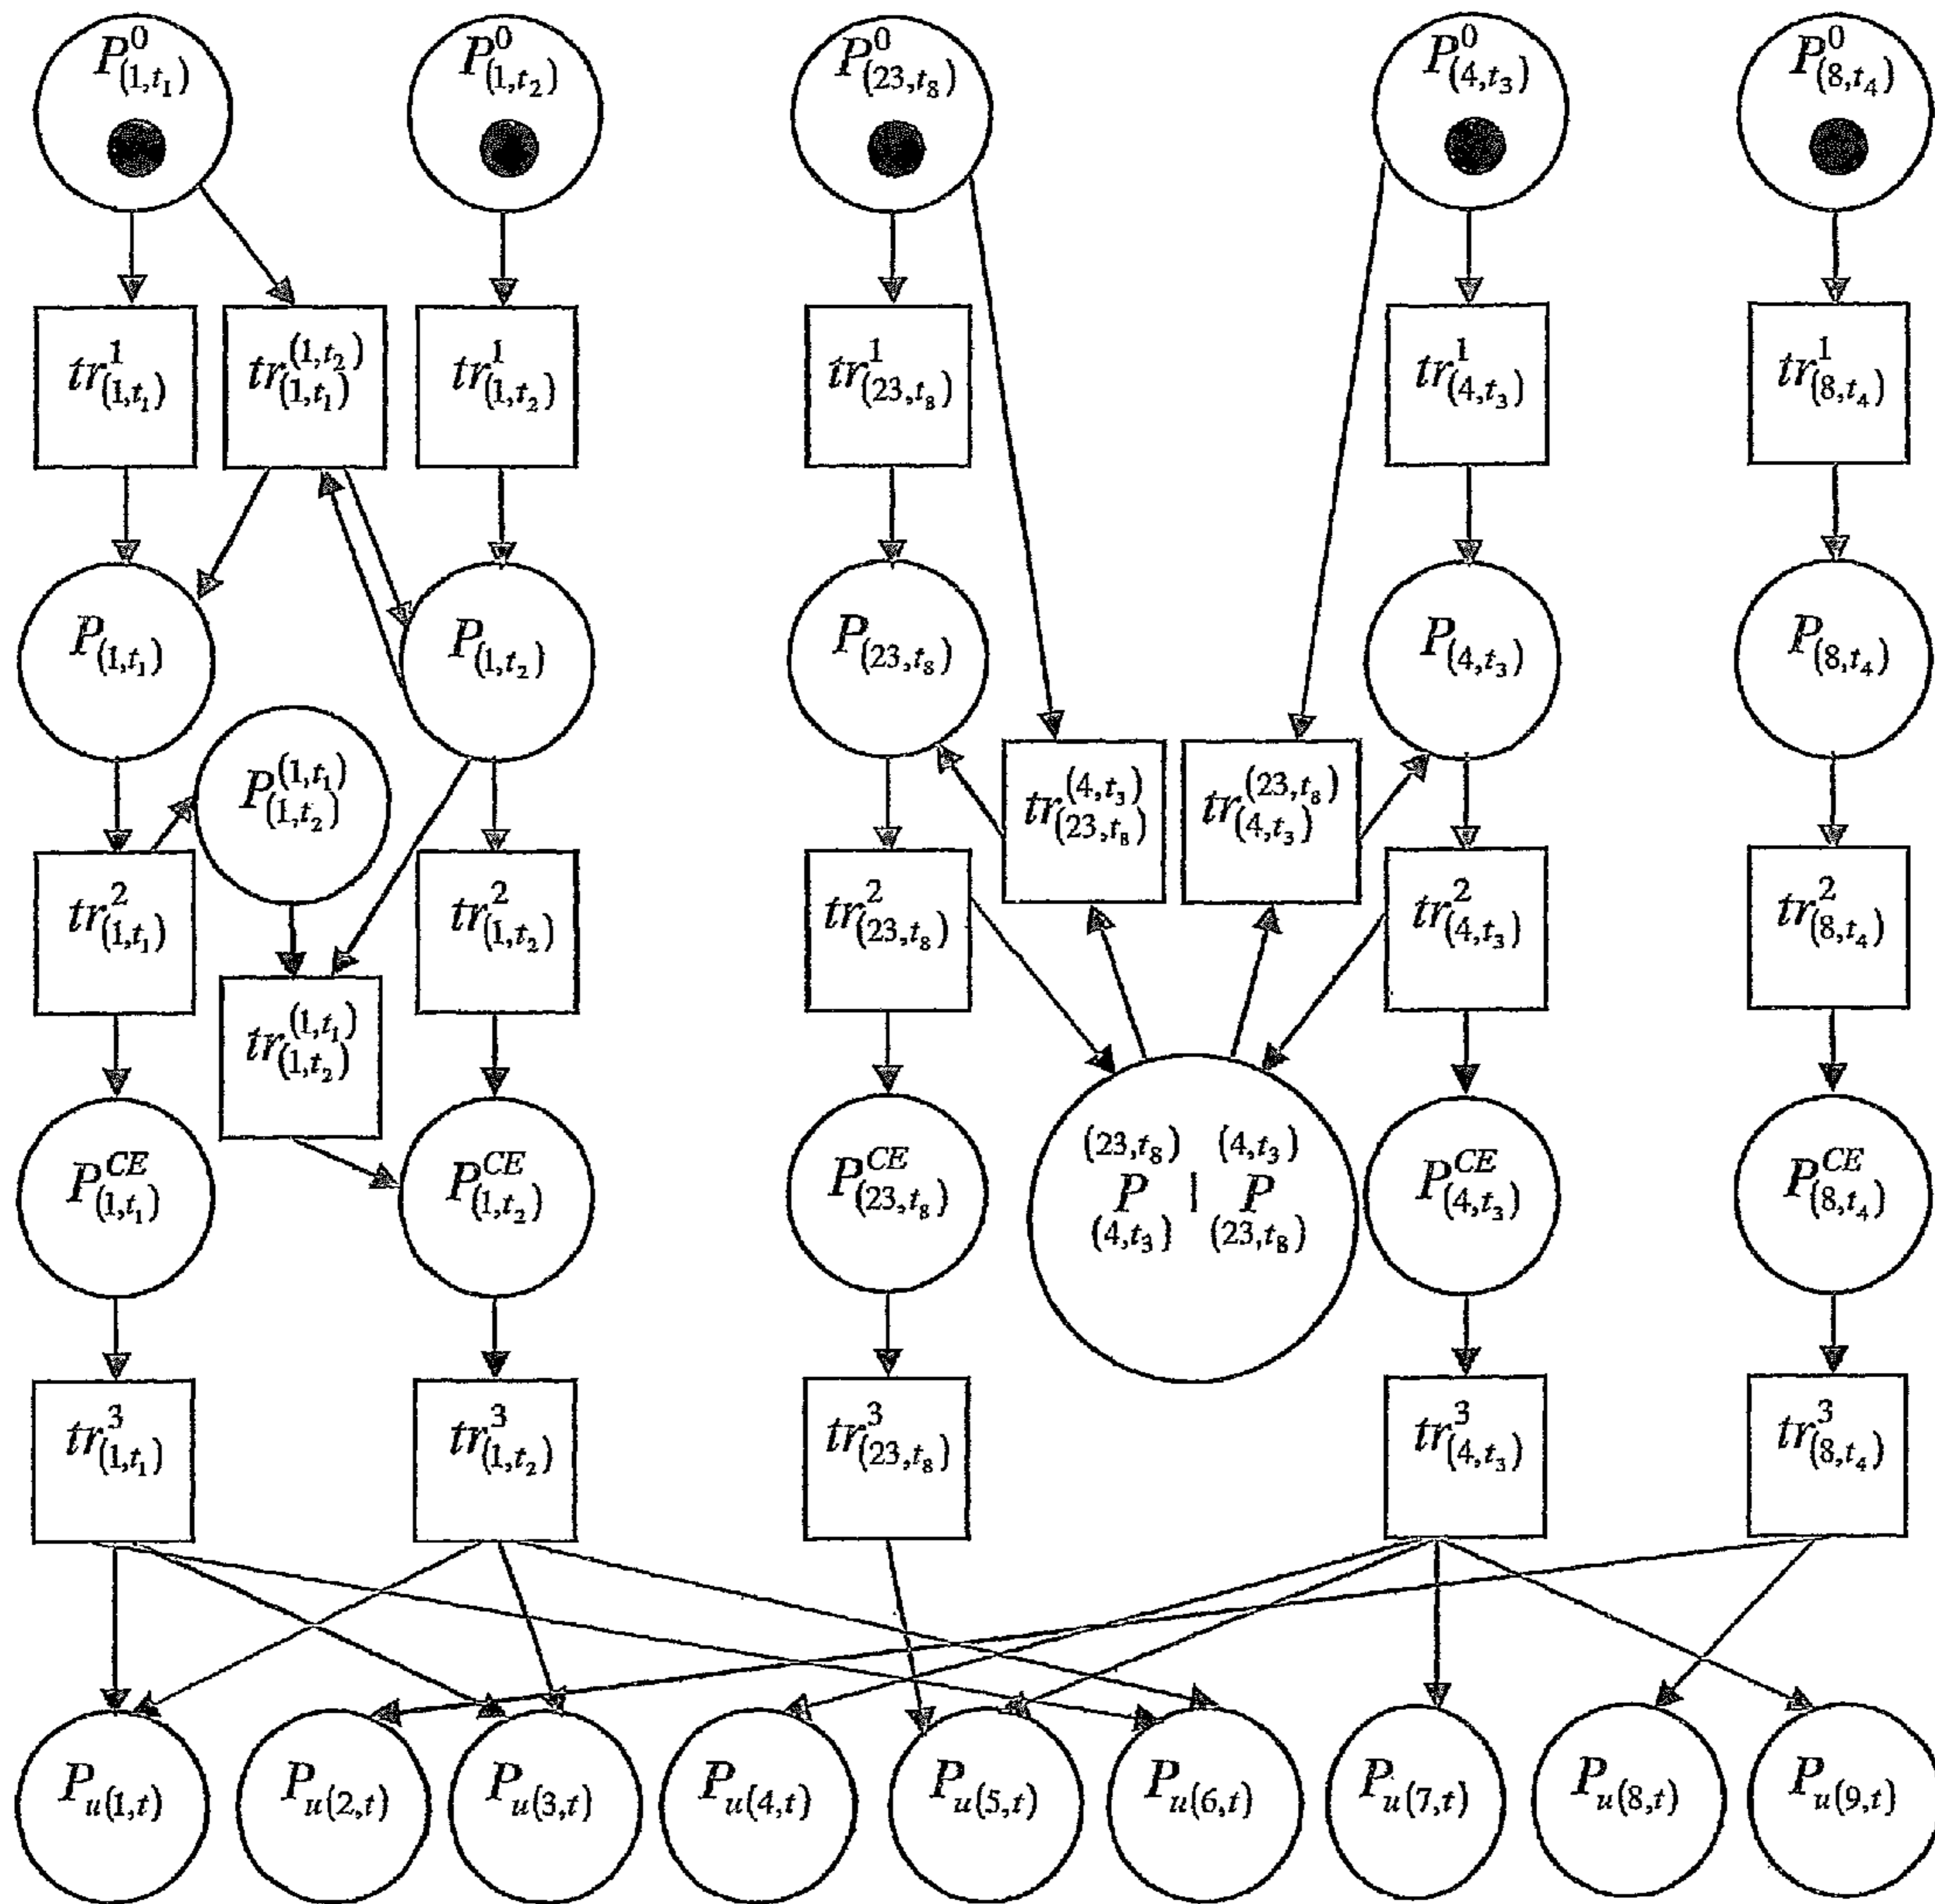 P^0_(1,t_1) P^0_(1,t_2) P^0_(23,t_8) P^0_(4,t_3) P^0_(8,t_4)
tr^1_(1,t_1) tr^(1,t_2)_(1,t_1) tr^1_(1,t_2) tr^1_(23,t_8) tr^1_(4,t_3) tr^1_(8,t_4)
P_(1,t_1) P_(1,t_2) P_(23,t_8) P_(4,t_3) P_(8,t_4)
P^(1,t_1)_(1,t_2) tr^(4,t_3)_(23,t_8) tr^(23,t_8)_(4,t_3)
tr^2_(1,t_1) tr^2_(1,t_2) tr^2_(23,t_8) tr^2_(4,t_3) tr^2_(8,t_4)
tr^(1,t_1)_(1,t_2)
P^CE_(1,t_1) P^CE_(1,t_2) P^CE_(23,t_8) P^(23,t_8)_(4,t_3) | P^(4,t_3)_(23,t_8) P^CE_(4,t_3) P^CE_(8,t_4)
tr^3_(1,t_1) tr^3_(1,t_2) tr^3_(23,t_8) tr^3_(4,t_3) tr^3_(8,t_4)
P_u(1,t) P_u(2,t) P_u(3,t) P_u(4,t) P_u(5,t) P_u(6,t) P_u(7,t) P_u(8,t) P_u(9,t)